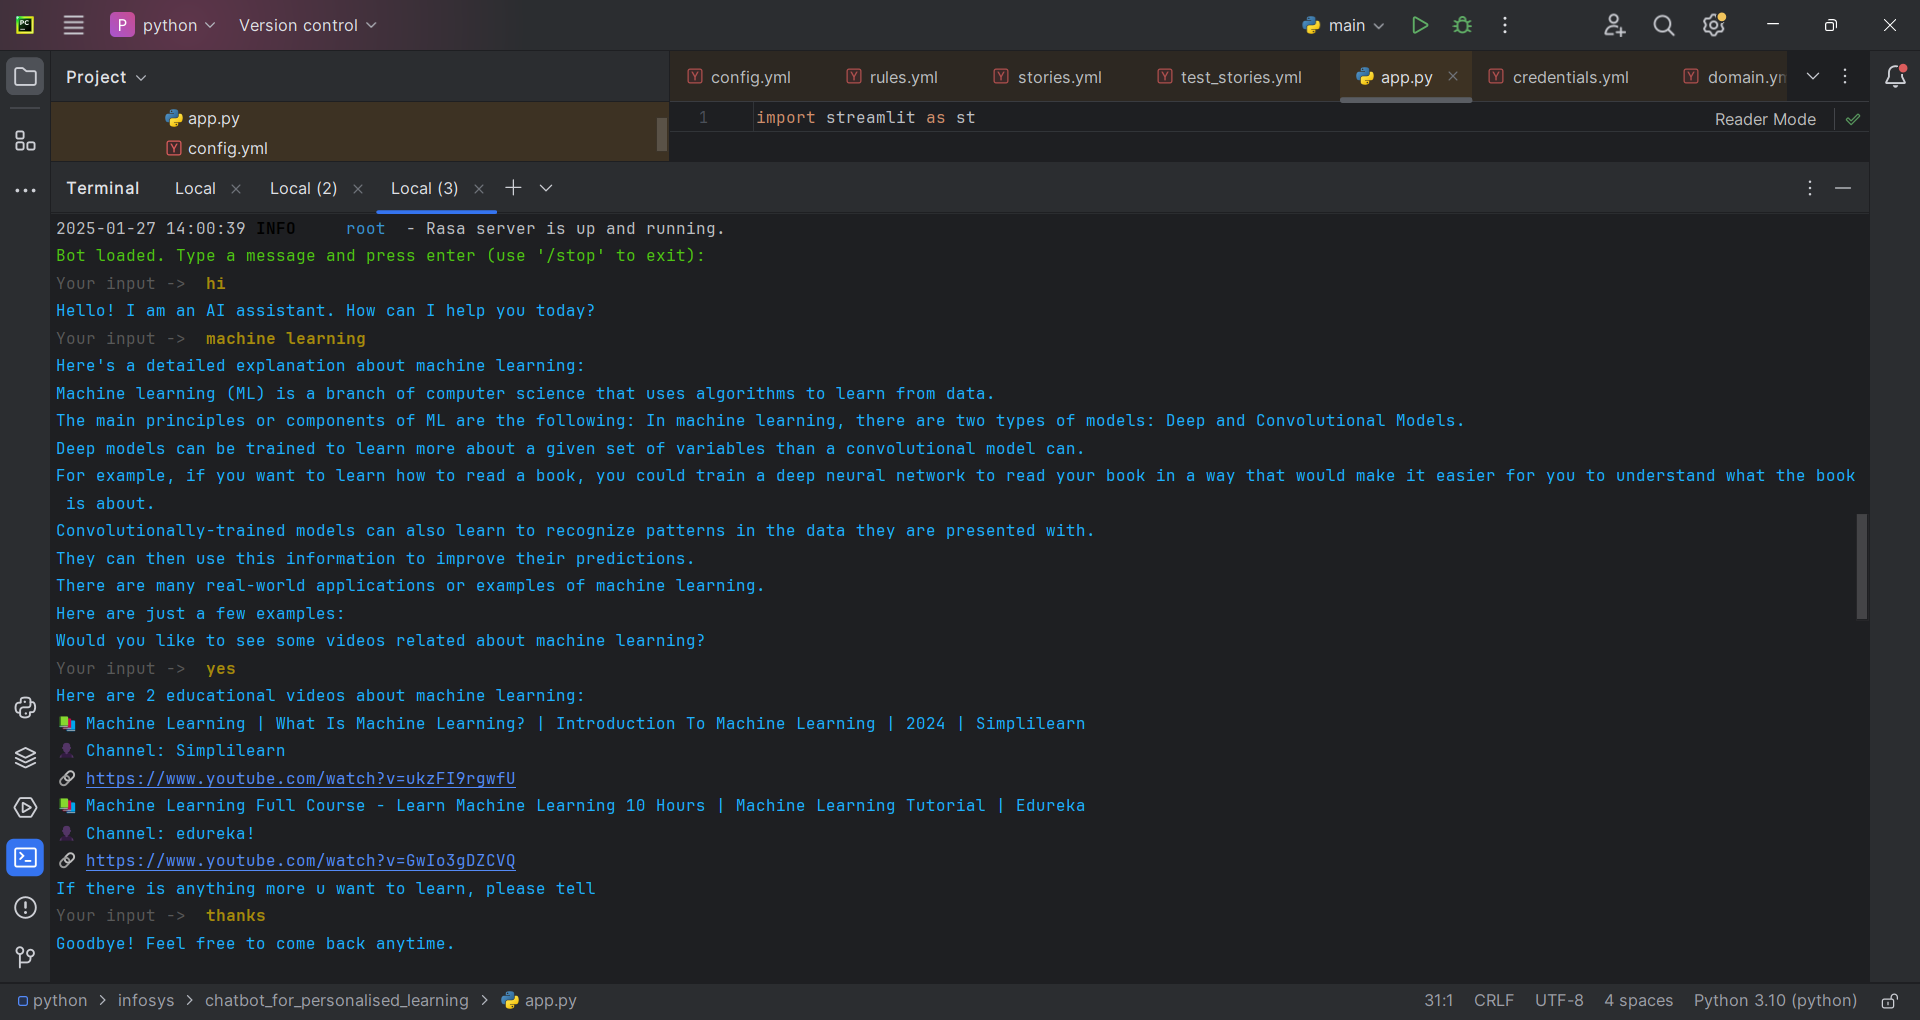 P python Version control main
Project
config.yml rules.yml stories.yml test_stories.yml app.py credentials.yml domain.ym
app.py
config.yml
1 import streamlit as st
Reader Mode
Terminal Local Local (2) Local (3)
2025-01-27 14:00:39 INFO root - Rasa server is up and running.
Bot loaded. Type a message and press enter (use '/stop' to exit):
Your input -> hi
Hello! I am an AI assistant. How can I help you today?
Your input -> machine learning
Here's a detailed explanation about machine learning:
Machine learning (ML) is a branch of computer science that uses algorithms to learn from data.
The main principles or components of ML are the following: In machine learning, there are two types of models: Deep and Convolutional Models.
Deep models can be trained to learn more about a given set of variables than a convolutional model can.
For example, if you want to learn how to read a book, you could train a deep neural network to read your book in a way that would make it easier for you to understand what the book
is about.
Convolutionally-trained models can also learn to recognize patterns in the data they are presented with.
They can then use this information to improve their predictions.
There are many real-world applications or examples of machine learning.
Here are just a few examples:
Would you like to see some videos related about machine learning?
Your input -> yes
Here are 2 educational videos about machine learning:
Machine Learning | What Is Machine Learning? | Introduction To Machine Learning | 2024 | Simplilearn
Channel: Simplilearn
https://www.youtube.com/watch?v=ukzFI9rgwfU
Machine Learning Full Course - Learn Machine Learning 10 Hours | Machine Learning Tutorial | Edureka
Channel: edureka!
https://www.youtube.com/watch?v=GwIo3gDZCVQ
If there is anything more u want to learn, please tell
Your input -> thanks
Goodbye! Feel free to come back anytime.
python > infosys > chatbot_for_personalised_learning > app.py 31:1 CRLF UTF-8 4 spaces Python 3.10 (python)